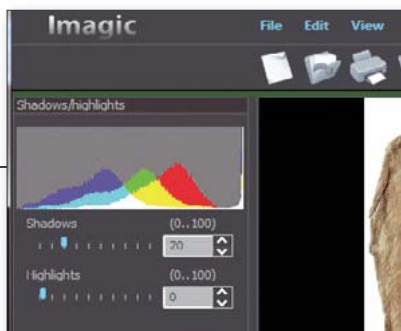 Imagic
File Edit View
Shadows/highlights
Shadows (0..100)
20
Highlights (0..100)
0